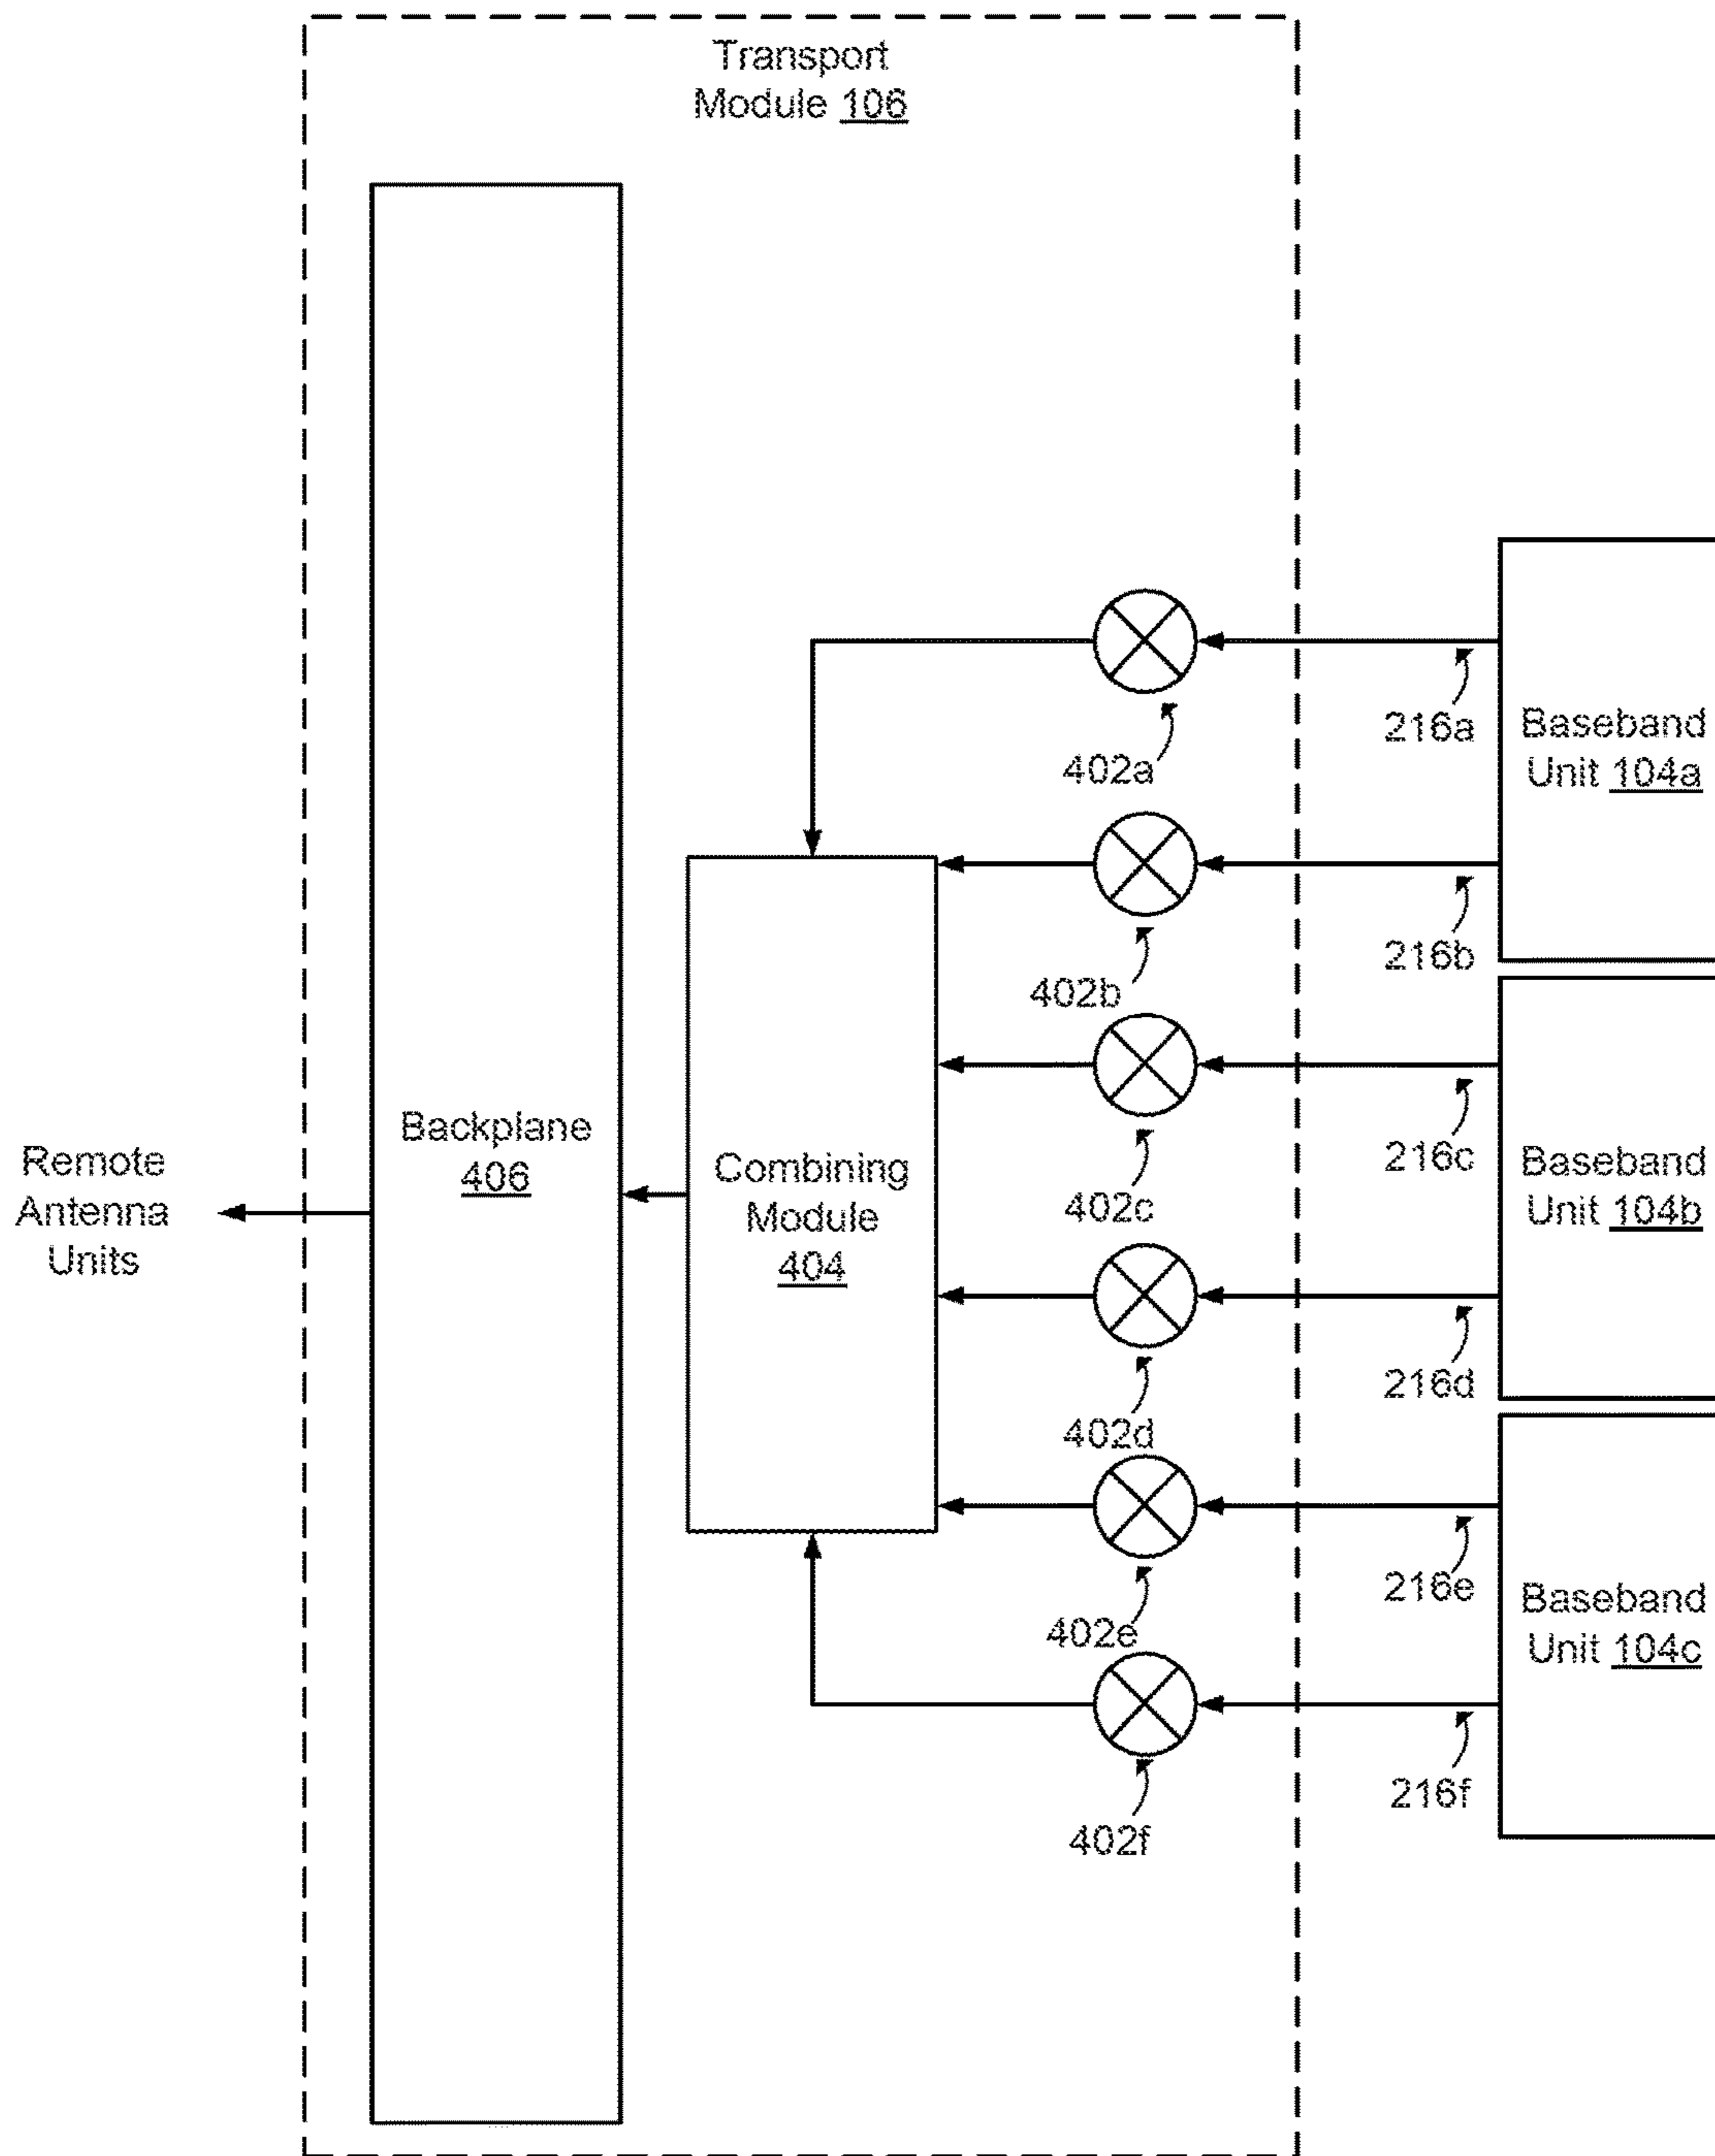 Transport
Module 106
216a
Baseband
Unit 104a
402a
216b
402b
Backplane
406
Combining
Module
404
216c
Baseband
Unit 104b
402c
Remote
Antenna
Units
216d
402d
216e
Baseband
Unit 104c
402e
216f
402f